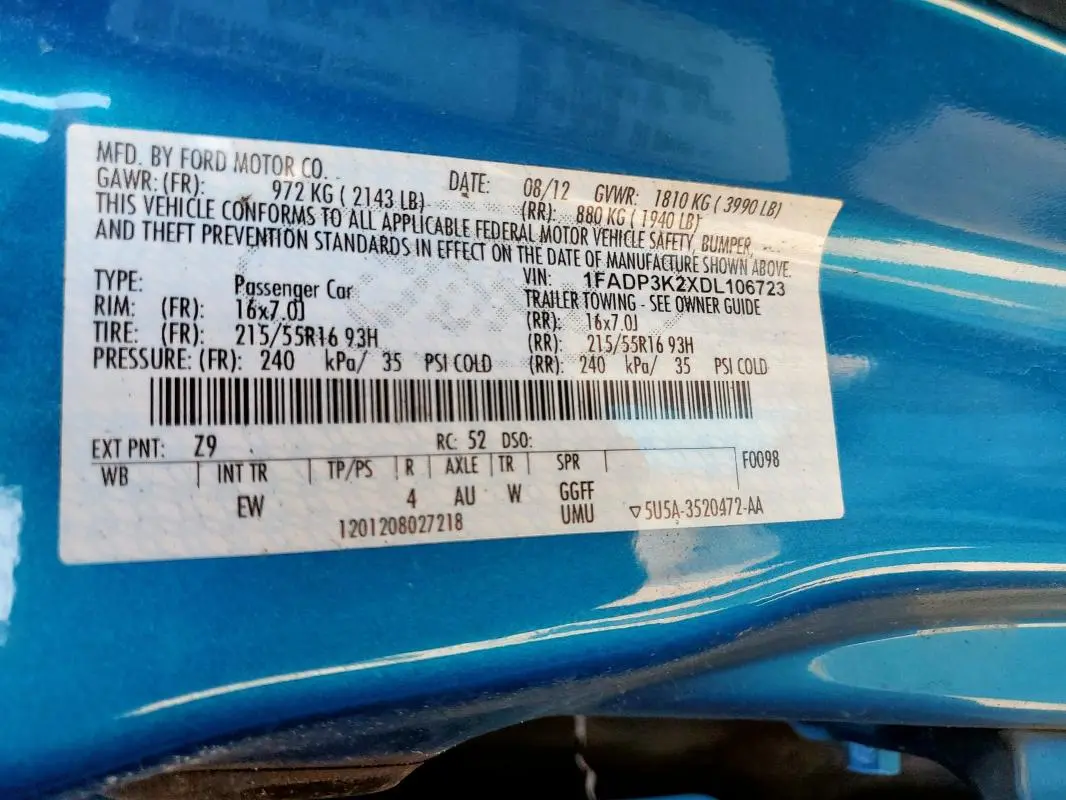 MFD. BY FORD MOTOR CO. DATE: 08/12 GVWR: 1810 KG ( 3990 LB)
GAWR: (FR): 972 KG ( 2143 LB) (RR): 880 KG ( 1940 LB)
THIS VEHICLE CONFORMS TO ALL APPLICABLE FEDERAL MOTOR VEHICLE SAFETY, BUMPER,
AND THEFT PREVENTION STANDARDS IN EFFECT ON THE DATE OF MANUFACTURE SHOWN ABOVE.
VIN: 1FADP3K2XDL106723
TYPE: Passenger Car TRAILER TOWING - SEE OWNER GUIDE
RIM: (FR): 16x7.0J (RR): 16x7.0J
TIRE: (FR): 215/55R16 93H (RR): 215/55R16 93H
PRESSURE: (FR): 240 kPa/ 35 PSI COLD (RR): 240 kPa/ 35 PSI COLD
EXT PNT: Z9 RC: 52 DSO:
WB | INT TR | TP/PS | R | AXLE | TR | SPR | F0098
EW 4 AU W GGFF
1201208027218 UMU ▽5U5A-3520472-AA